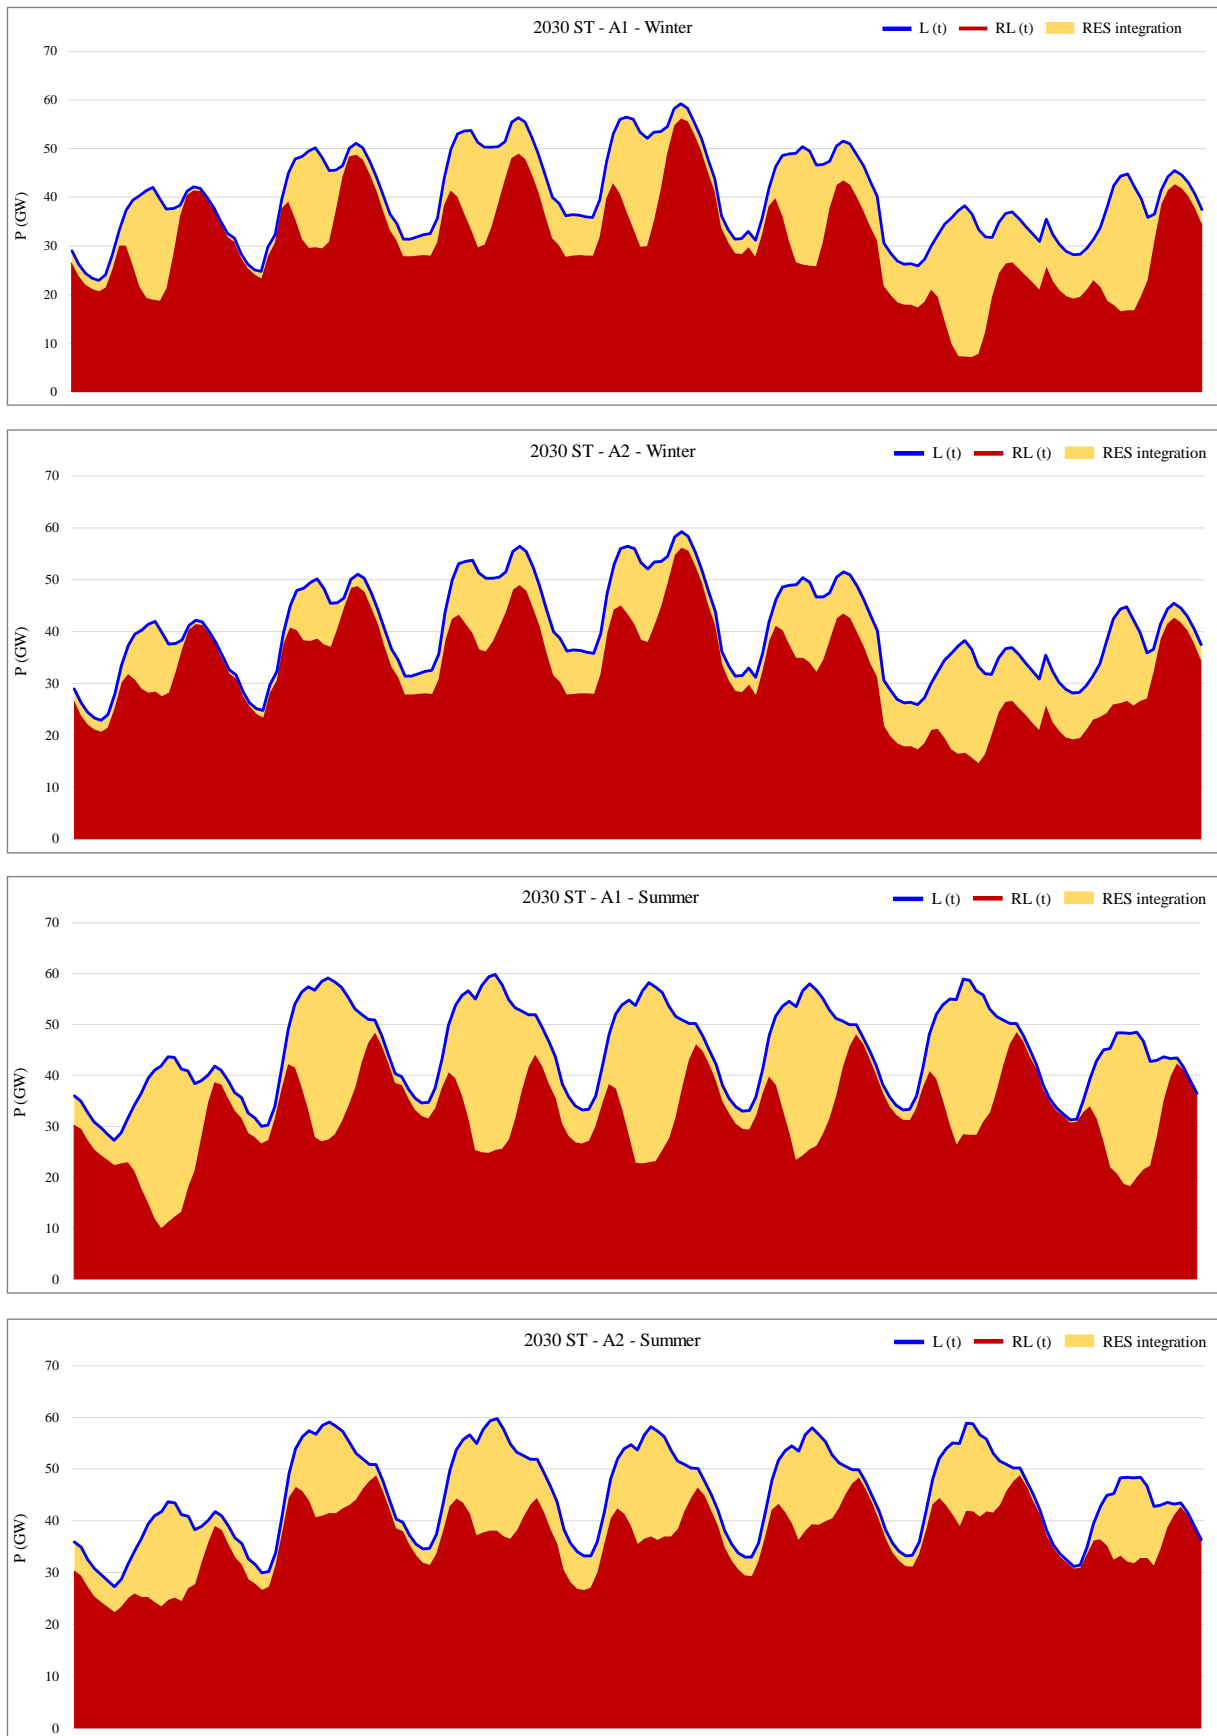 2030 ST - A1 - Winter
L (t) RL (t) RES integration
70
60
50
40
30
20
10
0
P (GW)
2030 ST - A2 - Winter
L (t) RL (t) RES integration
70
60
50
40
30
20
10
0
P (GW)
2030 ST - A1 - Summer
L (t) RL (t) RES integration
70
60
50
40
30
20
10
0
P (GW)
2030 ST - A2 - Summer
L (t) RL (t) RES integration
70
60
50
40
30
20
10
0
P (GW)